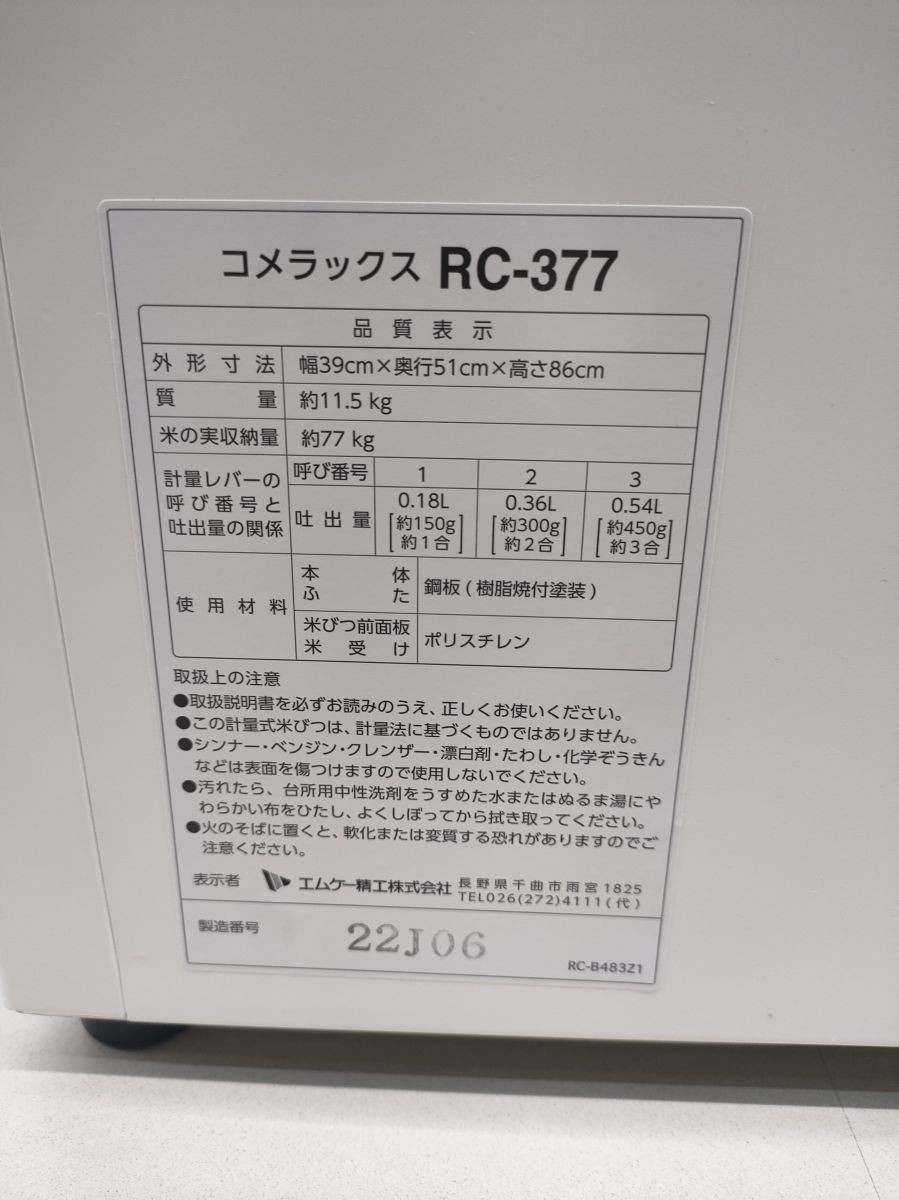 コメラックス RC-377
品質表示
外形寸法 幅39cm×奥行51cm×高さ86cm
質量 約11.5 kg
米の実収納量 約77 kg
計量レバーの呼び番号と吐出量の関係
呼び番号 1 2 3
吐出量 0.18L[約150g 約1合] 0.36L[約300g 約2合] 0.54L[約450g 約3合]
使用材料
本体 ふた 鋼板(樹脂焼付塗装)
米びつ前面板 米受け ポリスチレン
取扱上の注意
●取扱説明書を必ずお読みのうえ、正しくお使いください。
●この計量式米びつは、計量法に基づくものではありません。
●シンナー・ベンジン・クレンザー・漂白剤・たわし・化学ぞうきん
などは表面を傷つけますので使用しないでください。
●汚れたら、台所用中性洗剤をうすめた水またはぬるま湯にや
わらかい布をひたし、よくしぼってから拭き取ってください。
●火のそばに置くと、軟化または変質する恐れがありますのでご
注意ください。
表示者 エムケー精工株式会社 長野県千曲市雨宮1825
TEL026(272)4111(代)
製造番号 22J06
RC-B483Z1